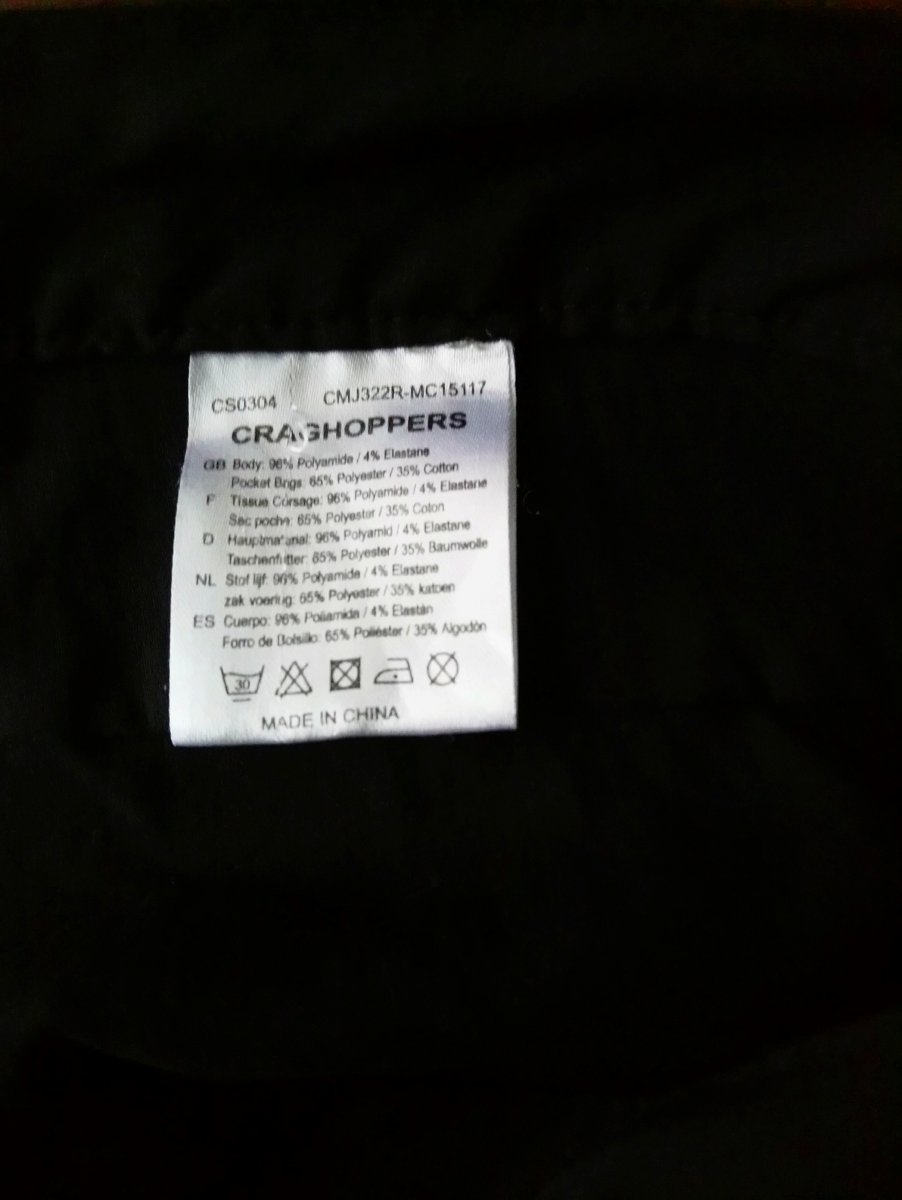 CS0304 CMJ322R-MC15117
CRAGHOPPERS
GB Body: 96% Polyamide / 4% Elastane
Pocket Bngs: 65% Polyester / 35% Cotton
F Tissue Corsage: 96% Polyamide / 4% Elastane
Sac poche: 65% Polyester / 35% Coton
D Hauptmaterial: 96% Polyamid / 4% Elastane
Taschenfutter: 65% Polyester / 35% Baumwolle
NL Stof lijf: 96% Polyamide / 4% Elastane
zak voering: 65% Polyester / 35% katoen
ES Cuerpo: 96% Poliamida / 4% Elastán
Forro de Bolsillo: 65% Poliéster / 35% Algodón
30
MADE IN CHINA